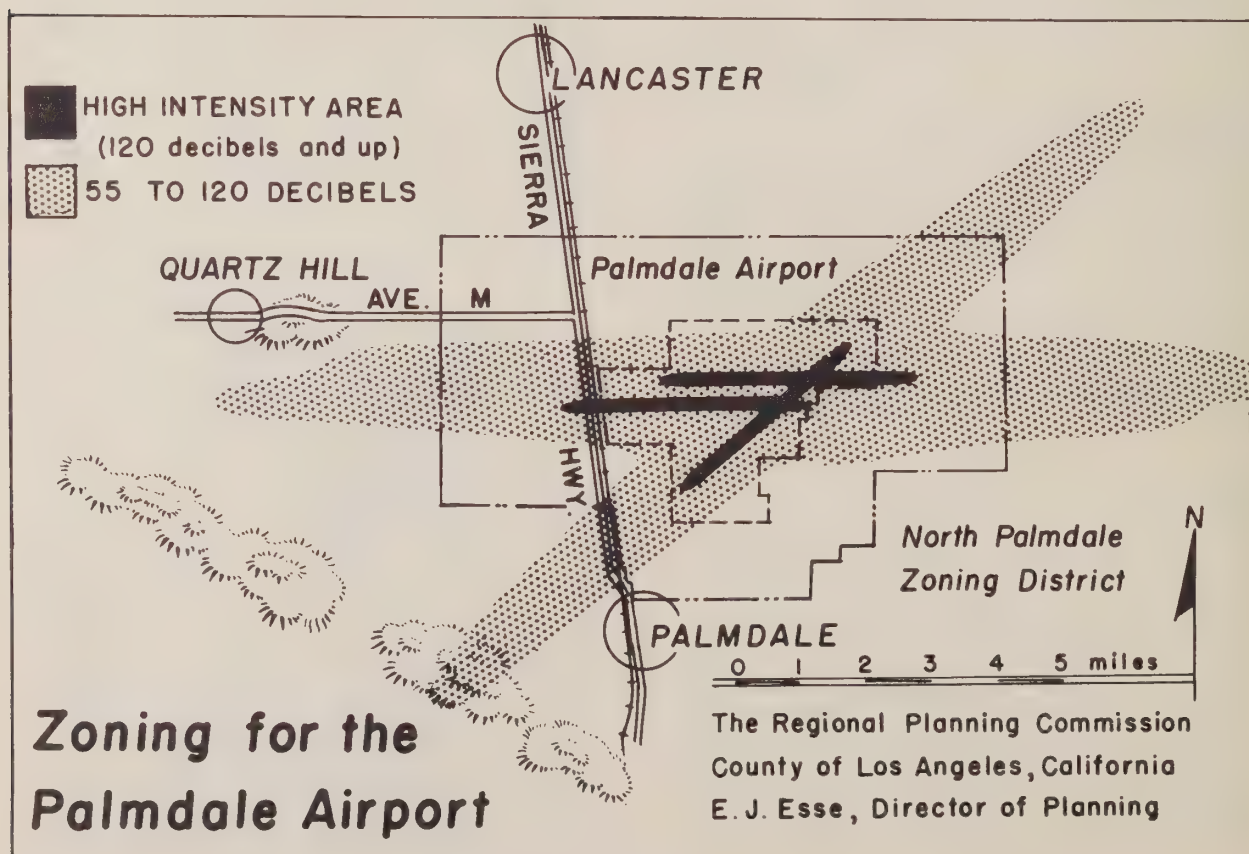 LANCASTER
HIGH INTENSITY AREA
(120 decibels and up)
55 TO 120 DECIBELS
SIERRA
HWY
QUARTZ HILL
AVE. M
Palmdale Airport
North Palmdale
Zoning District
N
PALMDALE
0 1 2 3 4 5 miles
Zoning for the
Palmdale Airport
The Regional Planning Commission
County of Los Angeles, California
E. J. Esse, Director of Planning